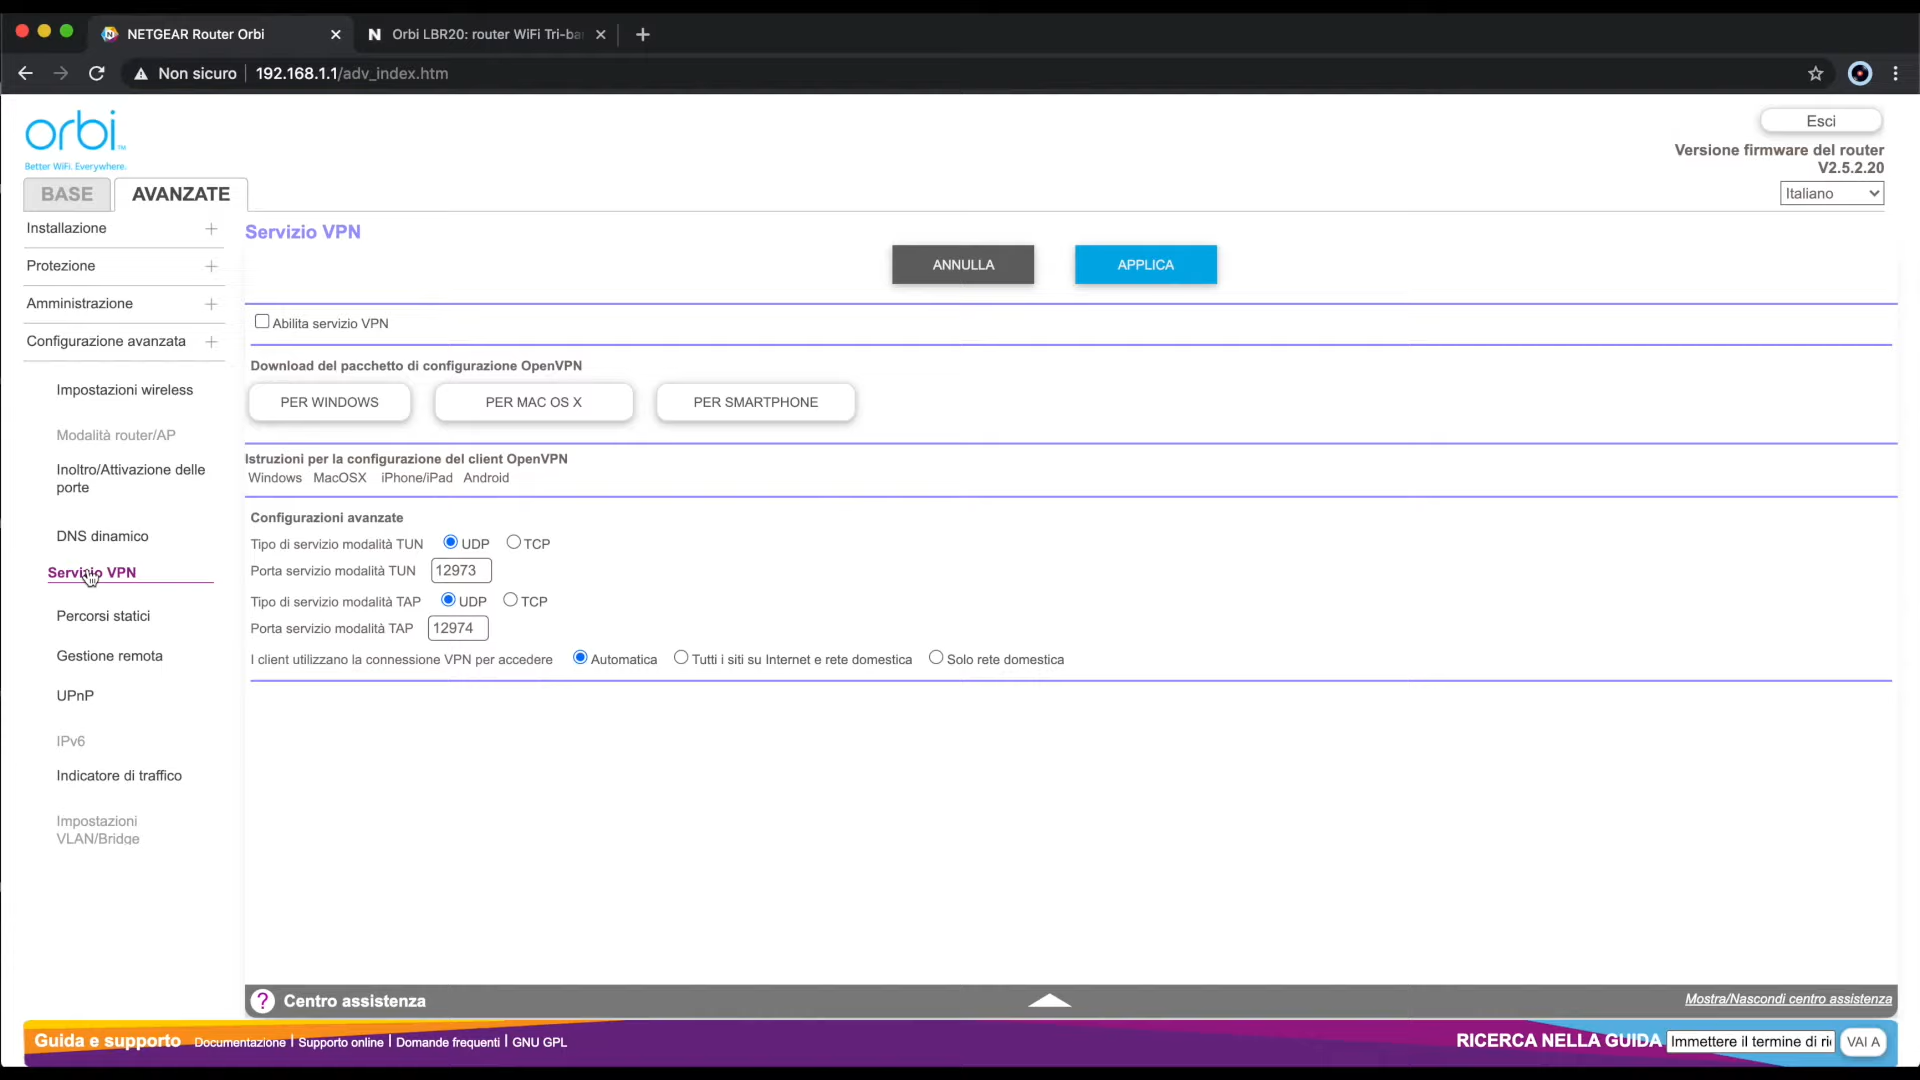 NETGEAR Router Orbi
Orbi LBR20: router WiFi Tri-ba
Non sicuro 192.168.1.1/adv_index.htm
orbi™
Better WiFi. Everywhere.
Esci
Versione firmware del router
V2.5.2.20
Italiano
BASE AVANZATE
Installazione
Protezione
Amministrazione
Configurazione avanzata
Impostazioni wireless
Modalità router/AP
Inoltro/Attivazione delle
porte
DNS dinamico
Servizio VPN
Percorsi statici
Gestione remota
UPnP
IPv6
Indicatore di traffico
Impostazioni
VLAN/Bridge
Servizio VPN
ANNULLA APPLICA
Abilita servizio VPN
Download del pacchetto di configurazione OpenVPN
PER WINDOWS PER MAC OS X PER SMARTPHONE
Istruzioni per la configurazione del client OpenVPN
Windows MacOSX iPhone/iPad Android
Configurazioni avanzate
Tipo di servizio modalità TUN UDP TCP
Porta servizio modalità TUN 12973
Tipo di servizio modalità TAP UDP TCP
Porta servizio modalità TAP 12974
I client utilizzano la connessione VPN per accedere Automatica Tutti i siti su Internet e rete domestica Solo rete domestica
? Centro assistenza
Mostra/Nascondi centro assistenza
Guida e supporto Documentazione | Supporto online | Domande frequenti | GNU GPL
RICERCA NELLA GUIDA Immettere il termine di ri VAI A